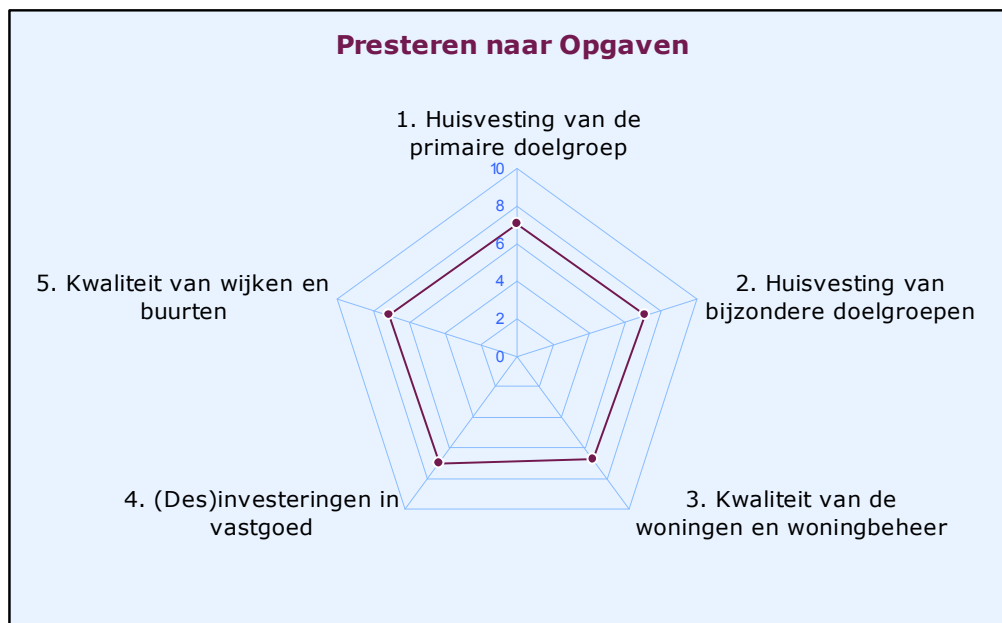 Presteren naar Opgaven
1. Huisvesting van de
primaire doelgroep
10
8
6
4
2
0
5. Kwaliteit van wijken en
buurten
2. Huisvesting van
bijzondere doelgroepen
4. (Des)investeringen in
vastgoed
3. Kwaliteit van de
woningen en woningbeheer